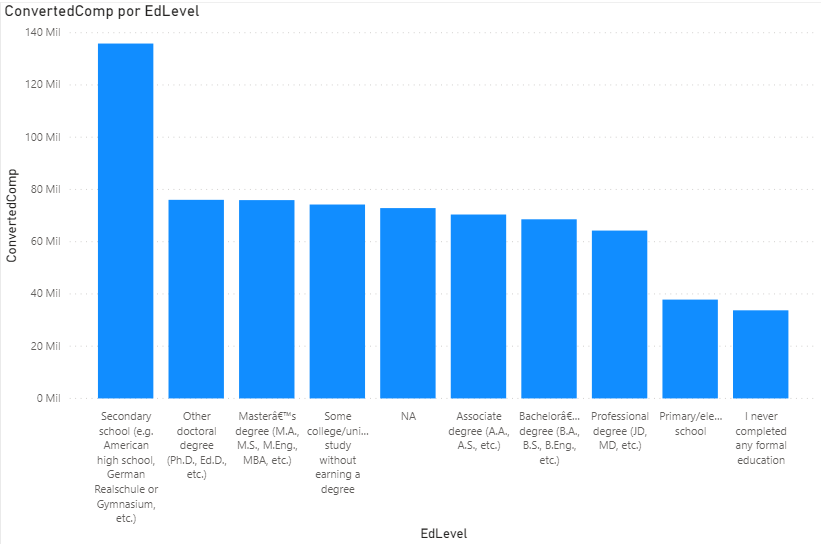 ConvertedComp por EdLevel
140 Mil
120 Mil
100 Mil
80 Mil
60 Mil
40 Mil
20 Mil
0 Mil
ConvertedComp
Secondary
school (e.g.
American
high school,
German
Realschule or
Gymnasium,
etc.)
Other
doctoral
degree
(Ph.D., Ed.D.,
etc.)
Masterâ€™s
degree (M.A.,
M.S., M.Eng.,
MBA, etc.)
Some
college/uni...
study
without
earning a
degree
NA
Associate
degree (A.A.,
A.S., etc.)
Bachelorâ€...
degree (B.A.,
B.S., B.Eng.,
etc.)
Professional
degree (JD,
MD, etc.)
Primary/ele...
school
I never
completed
any formal
education
EdLevel